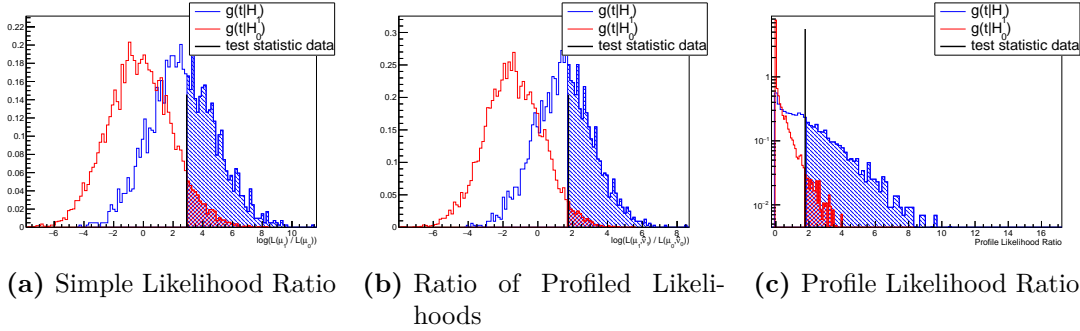 g(t|H₁)
g(t|H₀)
test statistic data
0.22
0.2
0.18
0.16
0.14
0.12
0.1
0.08
0.06
0.04
0.02
0
−6 −4 −2 0 2 4 6 8 10
log(L(μ₁) / L(μ₀))
g(t|H₁)
g(t|H₀)
test statistic data
0.3
0.25
0.2
0.15
0.1
0.05
0
−6 −4 −2 0 2 4 6 8
g(t|H₁)
g(t|H₀)
test statistic data
1
10⁻¹
10⁻²
0 2 4 6 8 10 12 14 16
Profile Likelihood Ratio
(a) Simple Likelihood Ratio
(b) Ratio of Profiled Likeli-
hoods
(c) Profile Likelihood Ratio